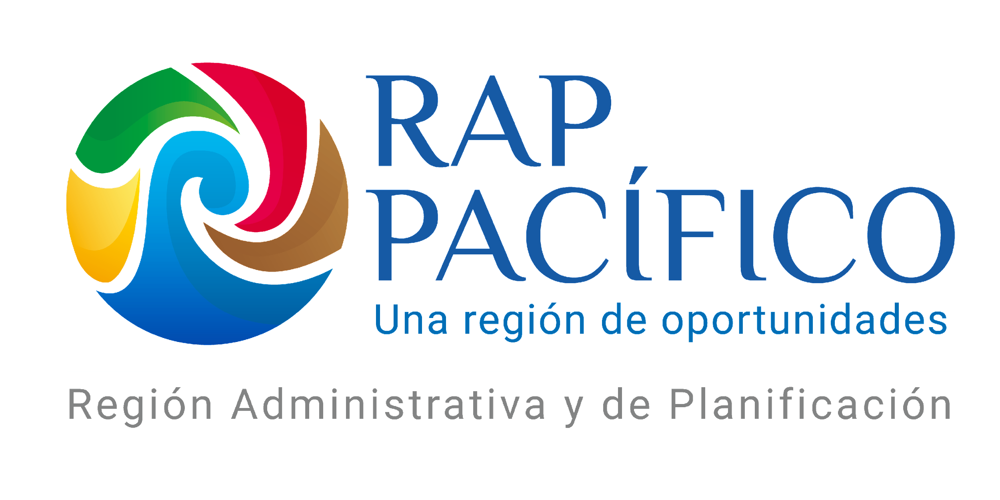 RAP
PACÍFICO
Una región de oportunidades
Región Administrativa y de Planificación